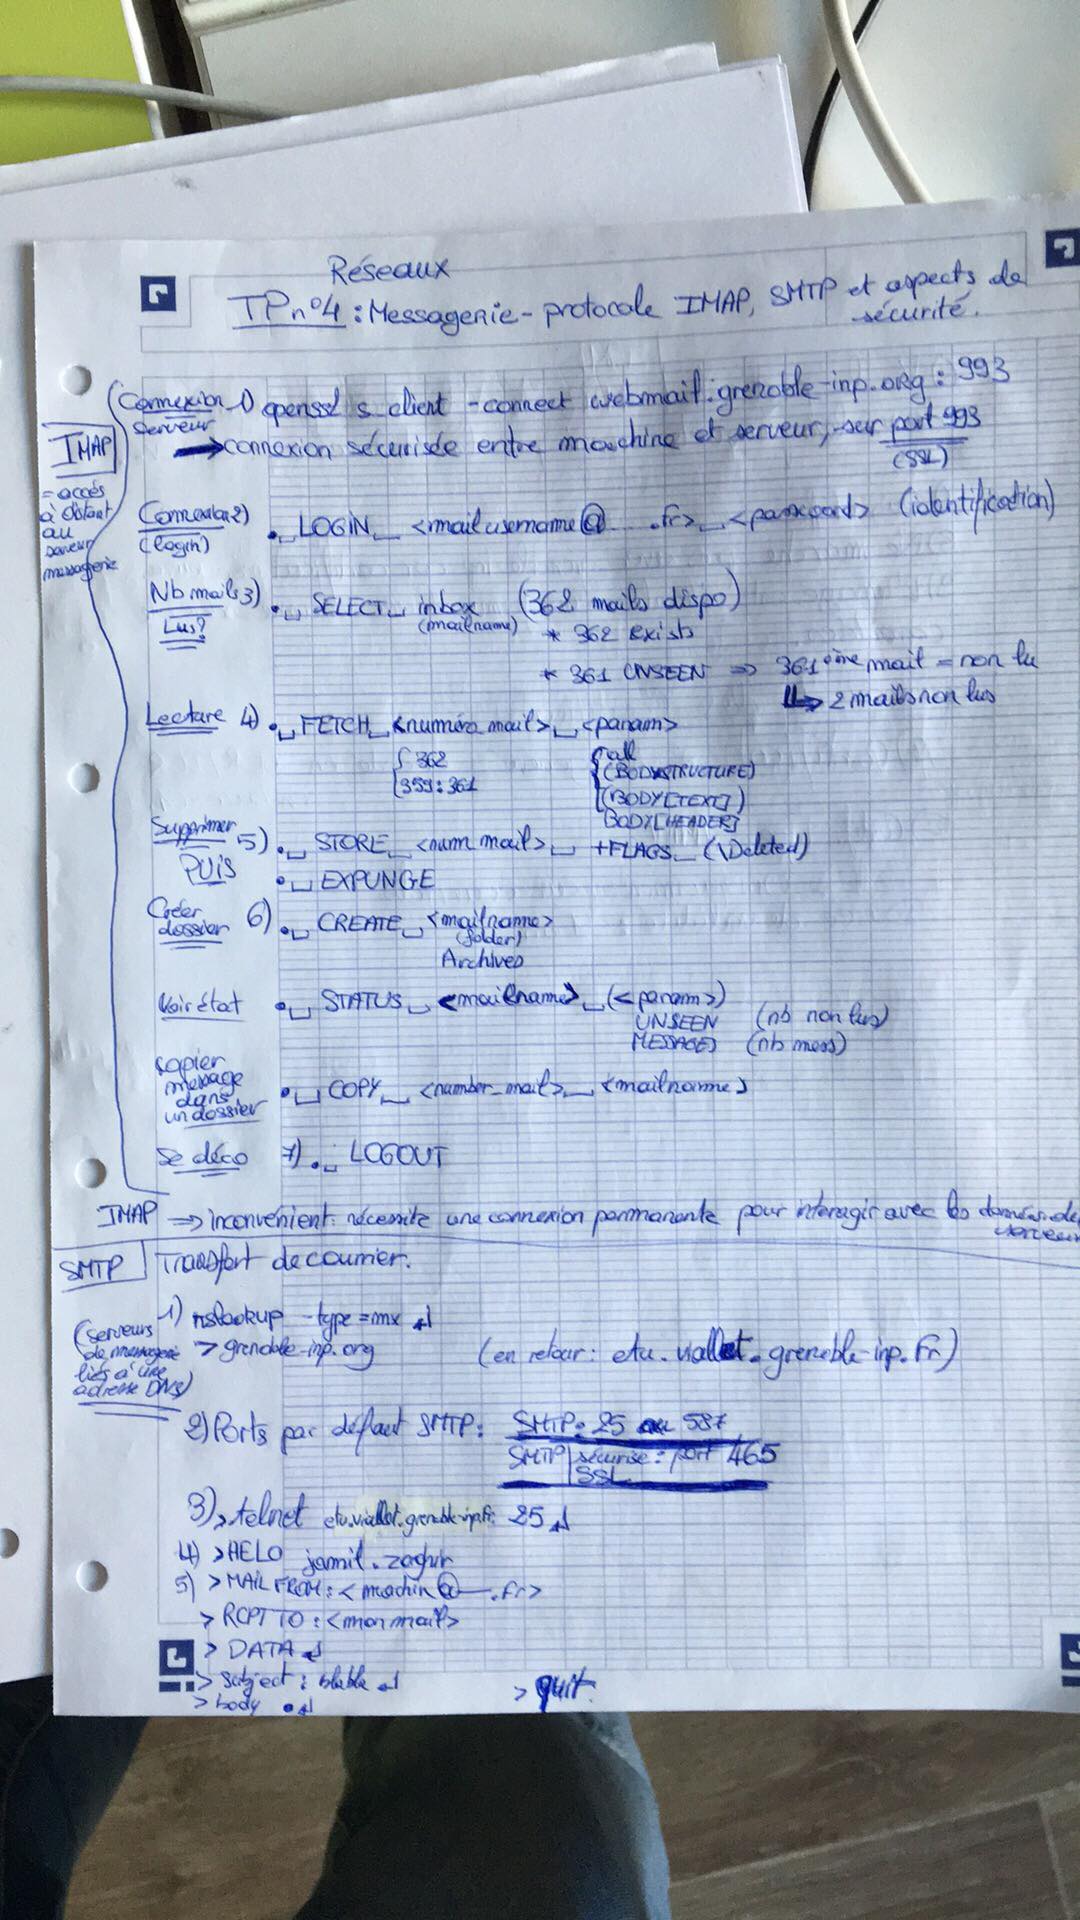 Réseaux
TP n°4 : Messagerie - protocole IMAP, SMTP et aspects de
sécurité.
Connexion 1) openssl s_client -connect webmail.grenoble-inp.org : 993
serveur
→ connexion sécurisée entre machine et serveur, sur port 993
(SSL)
IMAP
= accés
à distant
au
serveur
messagerie
Connexion 2) •␣LOGIN␣ <mail username@ .fr>␣ <password> (identification)
(login)
Nb mails 3) •␣ SELECT␣ inbox (362 mails dispo)
Lus?
(mailname) * 362 exists
* 361 UNSEEN ⇒ 361ème mail = non lu
↳ 2 mails non lus
Lecture 4) •␣FETCH␣<numéro mail>␣ <param>
{ 362
359:361
{ all
(BODYSTRUCTURE)
(BODY[TEXT])
BODY[HEADER]
Supprimer 5) •␣ STORE␣ <num mail>␣ +FLAGS␣ (\Deleted)
PUIS •␣ EXPUNGE
Créer
dossier 6) •␣ CREATE␣ <mailname>
(folder)
Archives
Voir état •␣ STATUS␣ <mailname>␣(<param>)
UNSEEN (nb non lus)
MESSAGES (nb mess)
copier
message
dans
un dossier •␣ COPY␣ <number_mail>␣ <mailname>
Se déco 7) •␣ LOGOUT
IMAP ⇒ inconvénient : nécessite une connexion permanente pour interagir avec les données de
serveur
SMTP Transfert de courrier.
1) nslookup -type=mx ↲
> grenoble-inp.org (en retour : etu.viallet.grenoble-inp.fr)
(serveurs
de messagerie
liés à une
adresse DNS)
2) Ports par défaut SMTP : SMTP : 25 ou 587
SMTP sécurisé : port 465
SSL
3) > telnet etu.viallet.grenoble-inp.fr 25 ↲
4) > HELO jamil.zaghir
5) > MAIL FROM : <machin@ .fr>
> RCPT TO : <mon mail>
> DATA ↲
> subject : blabla ↲
> body • ↲
> quit.